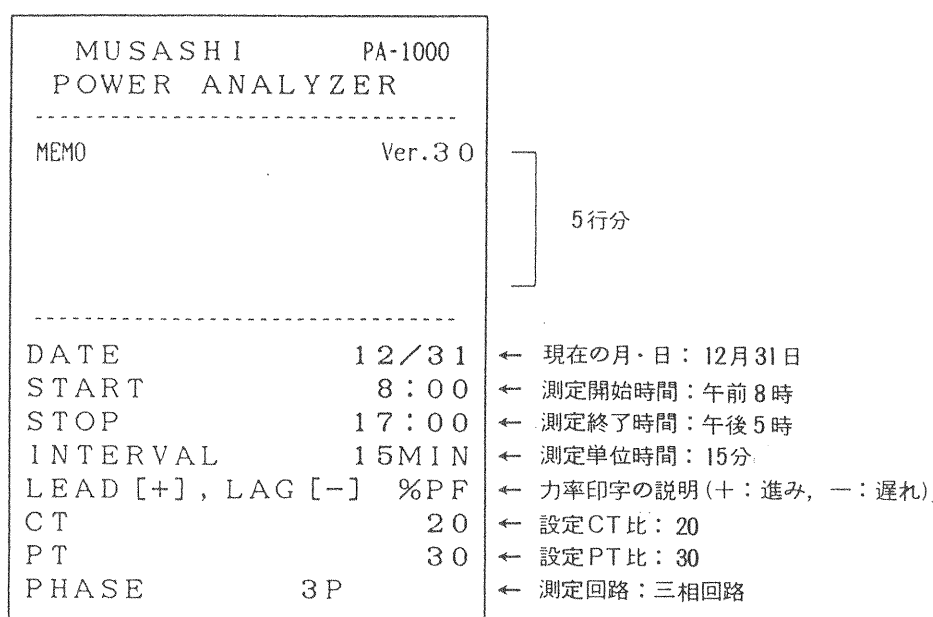 MUSASHI PA-1000
POWER ANALYZER
MEMO Ver.30
5行分
DATE 12/31 ← 現在の月・日：12月31日
START 8:00 ← 測定開始時間：午前8時
STOP 17:00 ← 測定終了時間：午後5時
INTERVAL 15MIN ← 測定単位時間：15分
LEAD[+],LAG[-] %PF ← 力率印字の説明(＋：進み，－：遅れ)
CT 20 ← 設定CT比：20
PT 30 ← 設定PT比：30
PHASE 3P ← 測定回路：三相回路